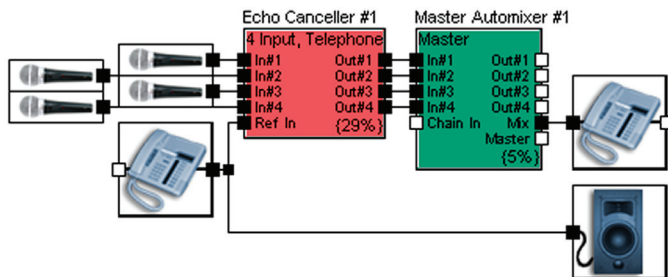 Echo Canceller #1
4 Input, Telephone
In#1 Out#1
In#2 Out#2
In#3 Out#3
In#4 Out#4
Ref In {29%}
Master Automixer #1
Master
In#1 Out#1
In#2 Out#2
In#3 Out#3
In#4 Out#4
Chain In Mix
Master
{5%}